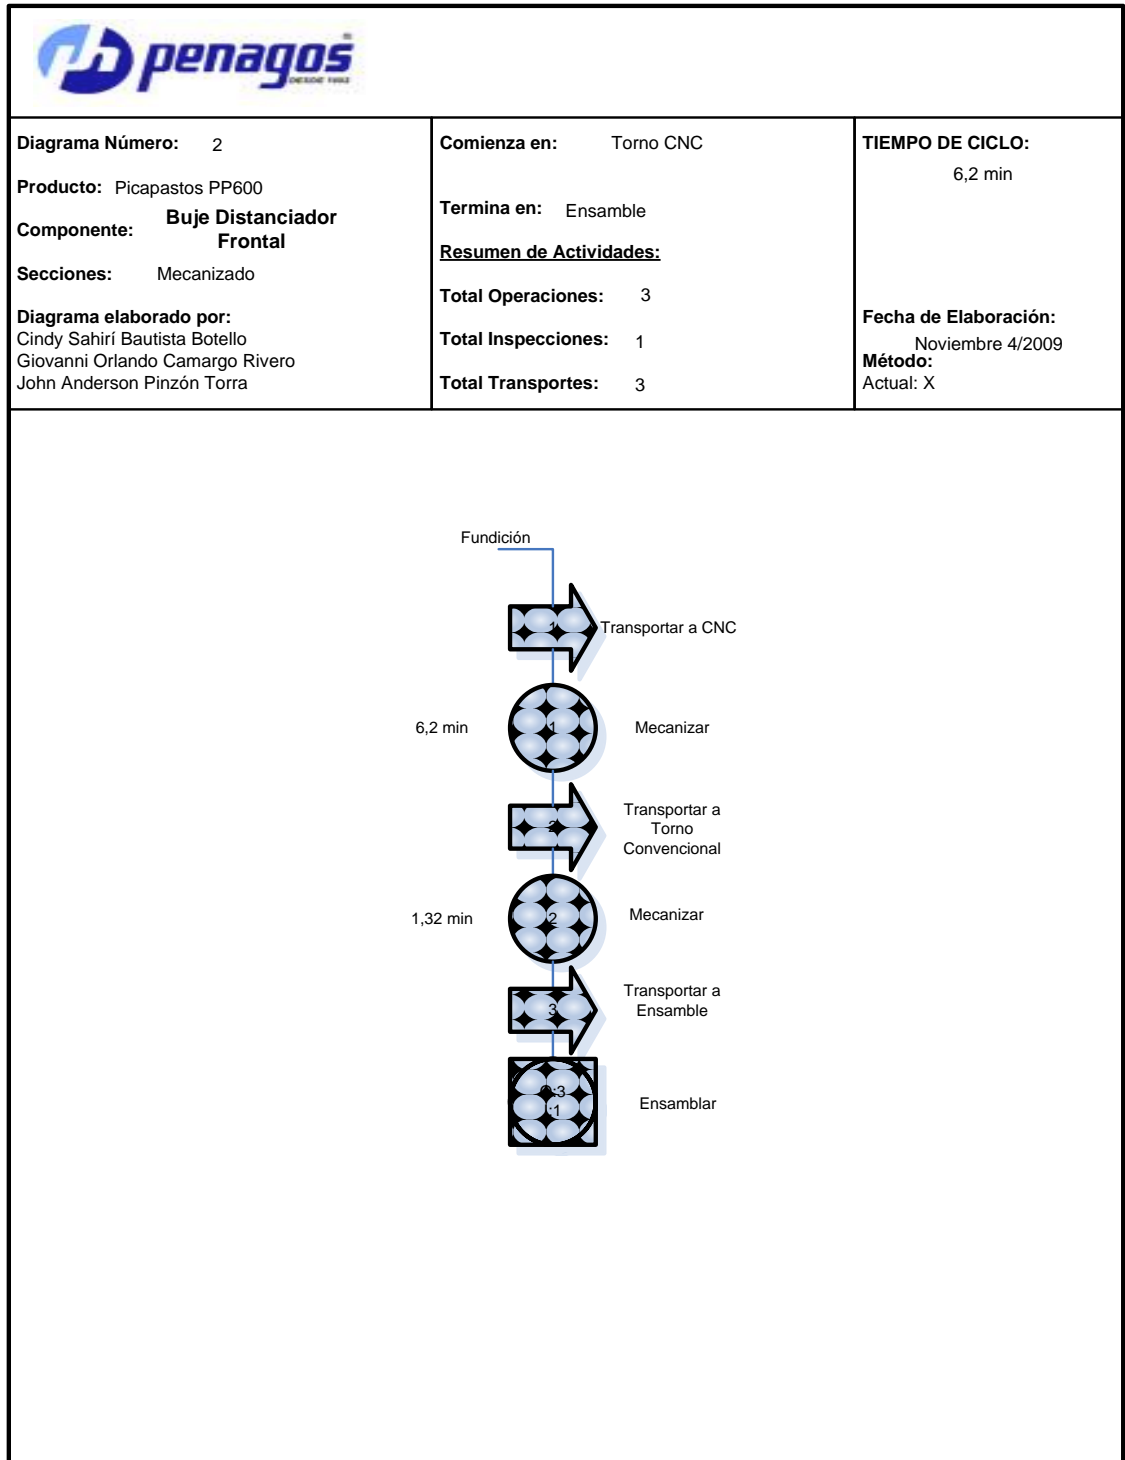 penagos
DESDE 1892
Diagrama Número: 2
Producto: Picapastos PP600
Componente: Buje Distanciador
Frontal
Secciones: Mecanizado
Diagrama elaborado por:
Cindy Sahirí Bautista Botello
Giovanni Orlando Camargo Rivero
John Anderson Pinzón Torra
Comienza en: Torno CNC
Termina en: Ensamble
Resumen de Actividades:
Total Operaciones: 3
Total Inspecciones: 1
Total Transportes: 3
TIEMPO DE CICLO:
6,2 min
Fecha de Elaboración:
Noviembre 4/2009
Método:
Actual: X
Fundición
1 Transportar a CNC
6,2 min 1 Mecanizar
2
Transportar a
Torno
Convencional
1,32 min 2 Mecanizar
3
Transportar a
Ensamble
O:3
I:1
Ensamblar